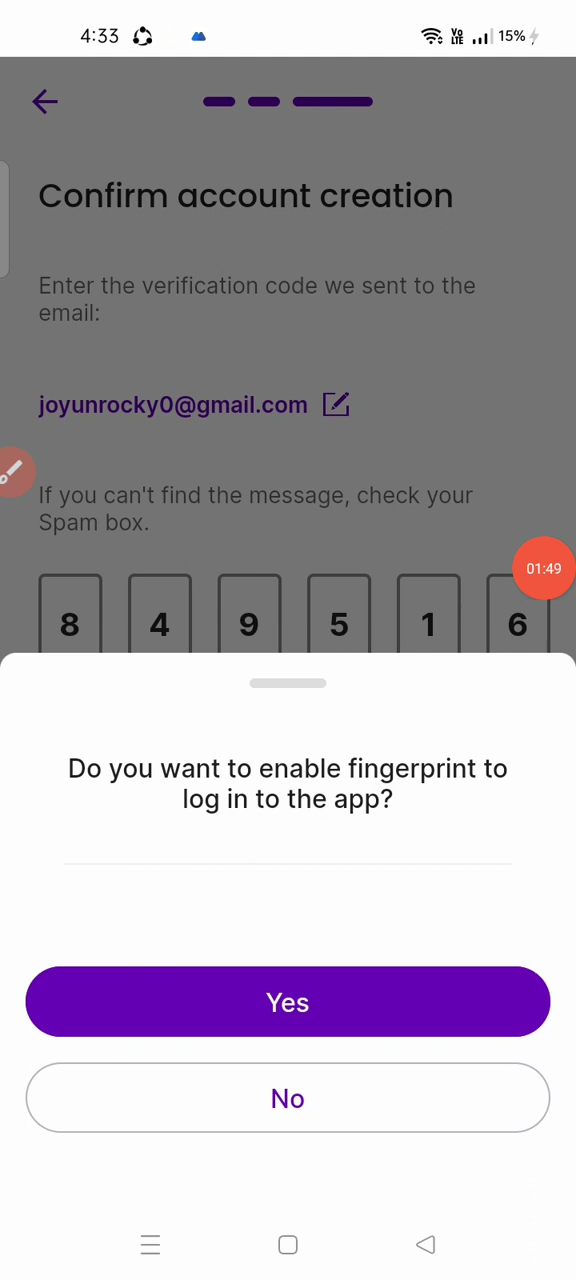 4:33
VoLTE 15%
Confirm account creation
Enter the verification code we sent to the
email:
joyunrocky0@gmail.com
If you can't find the message, check your
Spam box.
01:49
8 4 9 5 1 6
Do you want to enable fingerprint to
log in to the app?
Yes
No